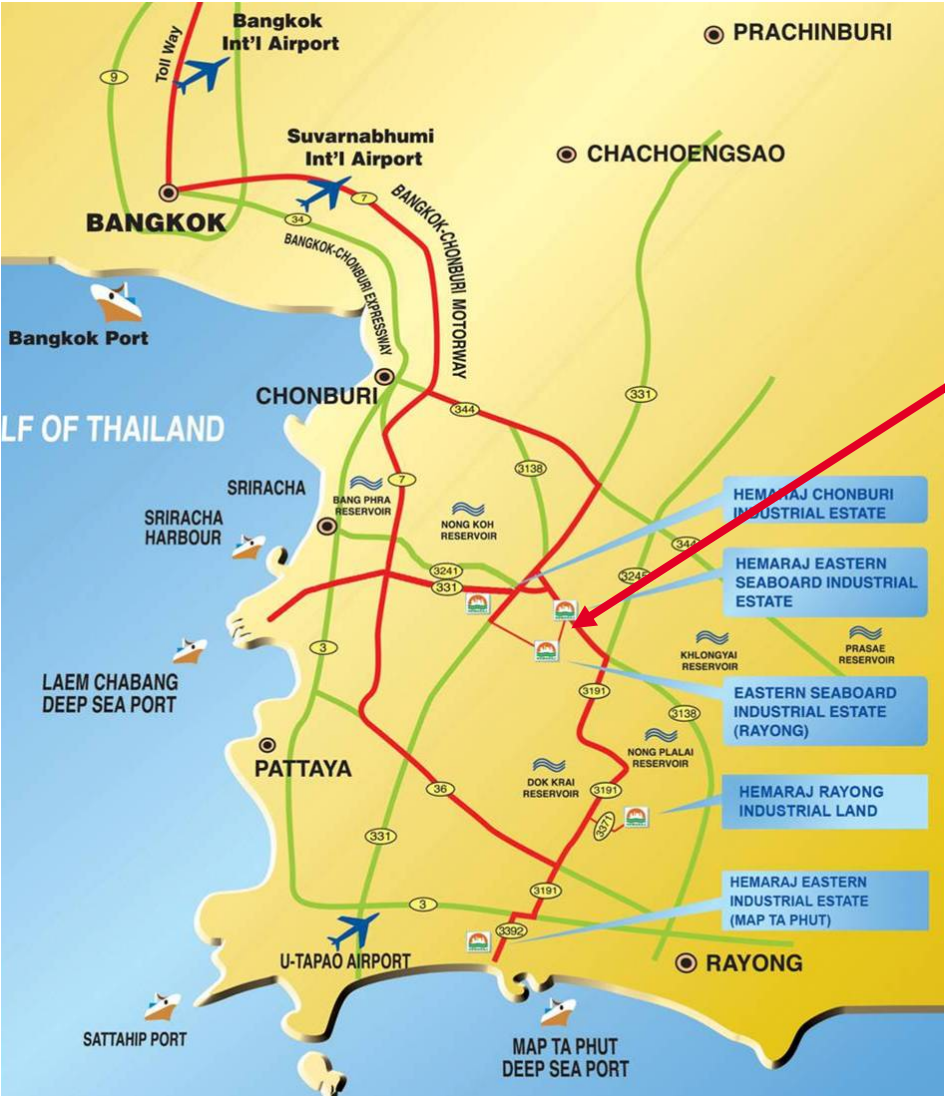 Bangkok
Int'l Airport
PRACHINBURI
Toll Way
9
Suvarnabhumi
Int'l Airport
CHACHOENGSAO
BANGKOK
7
34
BANGKOK-CHONBURI MOTORWAY
BANGKOK-CHONBURI EXPRESSWAY
Bangkok Port
CHONBURI
344
331
LF OF THAILAND
3138
7
SRIRACHA
BANG PHRA
RESERVOIR
NONG KOH
RESERVOIR
SRIRACHA
HARBOUR
HEMARAJ CHONBURI
INDUSTRIAL ESTATE
344
3241
331
3245
HEMARAJ EASTERN
SEABOARD INDUSTRIAL
ESTATE
3
KHLONGYAI
RESERVOIR
PRASAE
RESERVOIR
LAEM CHABANG
DEEP SEA PORT
3191
3138
EASTERN SEABOARD
INDUSTRIAL ESTATE
(RAYONG)
PATTAYA
NONG PLALAI
RESERVOIR
DOK KRAI
RESERVOIR
36
3191
3371
HEMARAJ RAYONG
INDUSTRIAL LAND
331
3191
3
HEMARAJ EASTERN
INDUSTRIAL ESTATE
(MAP TA PHUT)
3392
U-TAPAO AIRPORT
RAYONG
SATTAHIP PORT
MAP TA PHUT
DEEP SEA PORT